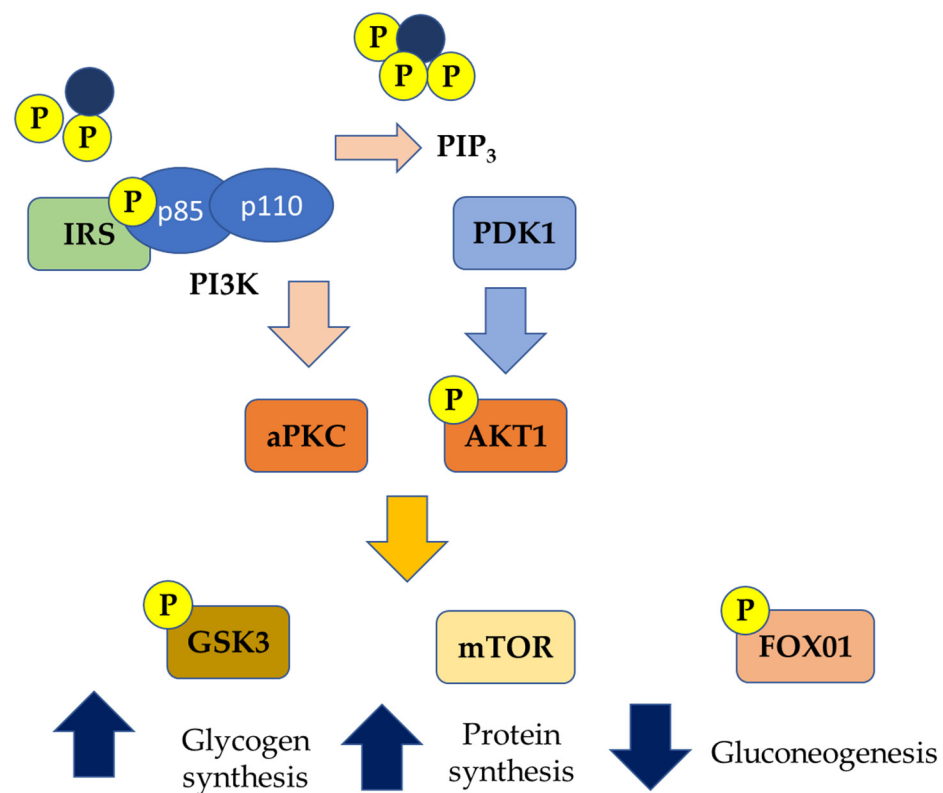 P
P
P
P
P
PIP₃
P
p85
p110
IRS
PI3K
PDK1
P
aPKC
AKT1
P
GSK3
mTOR
P
FOX01
Glycogen
synthesis
Protein
synthesis
Gluconeogenesis